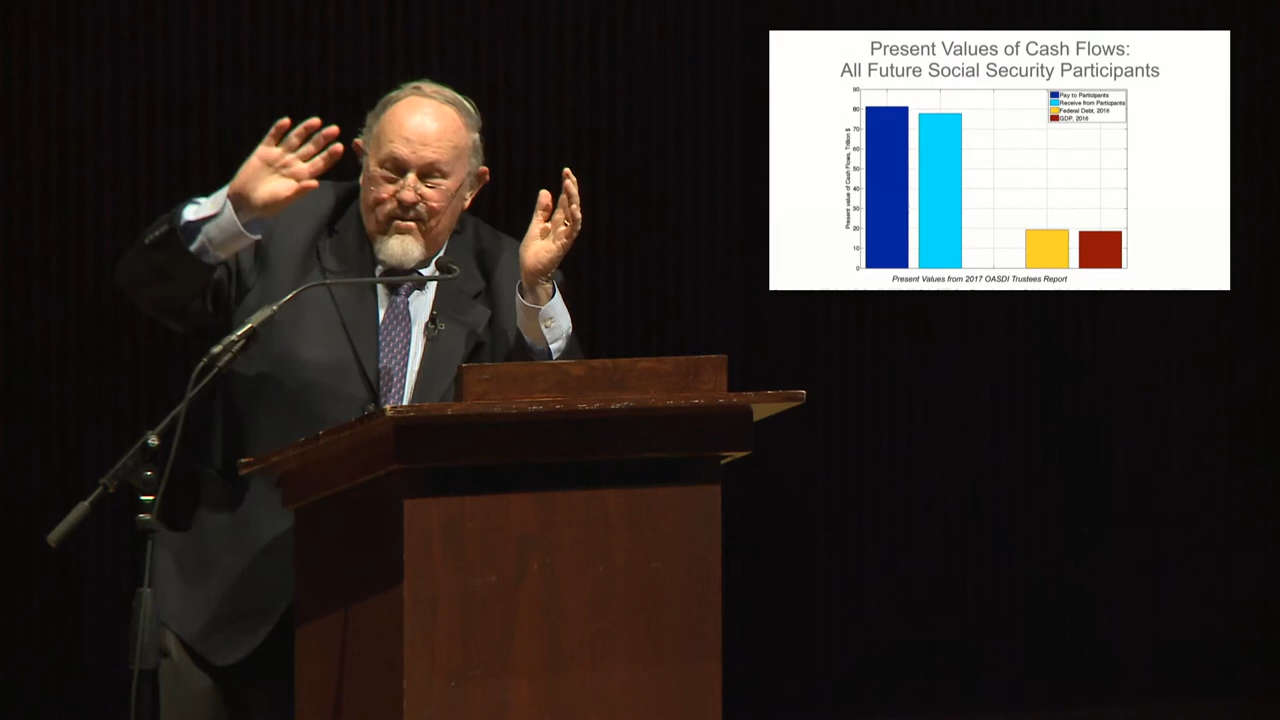 Present Values of Cash Flows:
All Future Social Security Participants
Present value of Cash Flows, Trillion $
90
80
70
60
50
40
30
20
10
0
Pay to Participants
Receive from Participants
Federal Debt, 2016
GDP, 2016
Present Values from 2017 OASDI Trustees Report